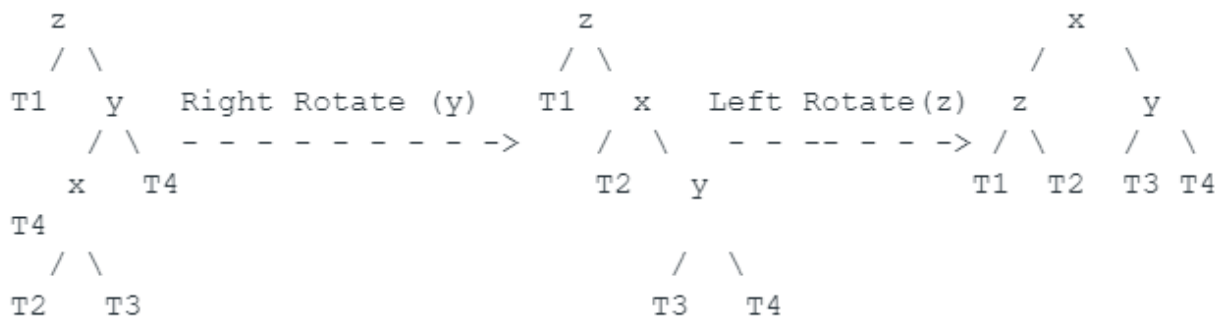 z z x
/ \ / \ / \
T1 y Right Rotate (y) T1 x Left Rotate(z) z y
/ \ - - - - - - - - -> / \ - - -- - - -> / \ / \
x T4 T2 y T1 T2 T3 T4
T4
/ \ / \
T2 T3 T3 T4